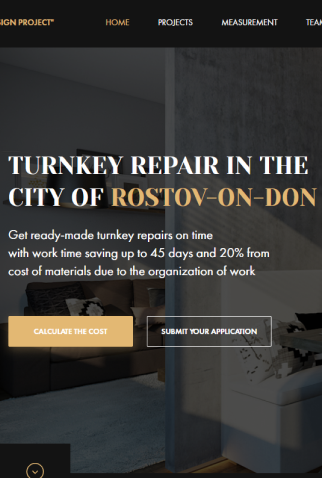 SIGN PROJECT"
HOME
PROJECTS
MEASUREMENT
TURNKEY REPAIR IN THE
CITY OF ROSTOV-ON-DON
Get ready-made turnkey repairs on time
with work time saving up to 45 days and 20% from
cost of materials due to the organization of work
CALCULATE THE COST
SUBMIT YOUR APPLICATION